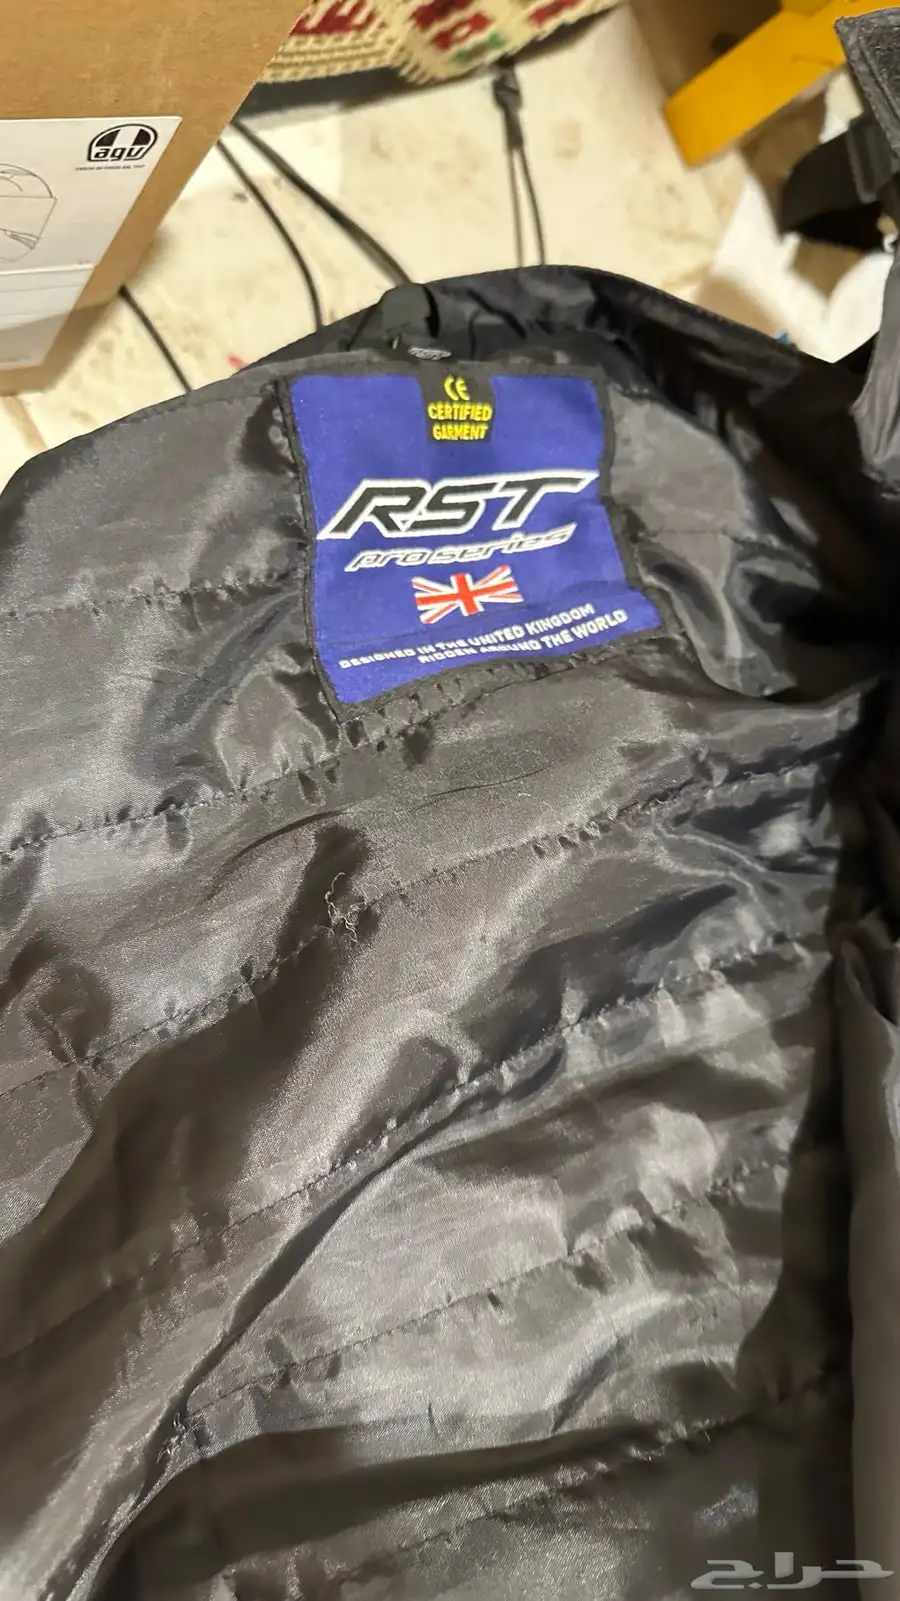 agv
CE
CERTIFIED
GARMENT
RST
pro series
DESIGNED IN THE UNITED KINGDOM
RIDDEN AROUND THE WORLD
RST
حراج